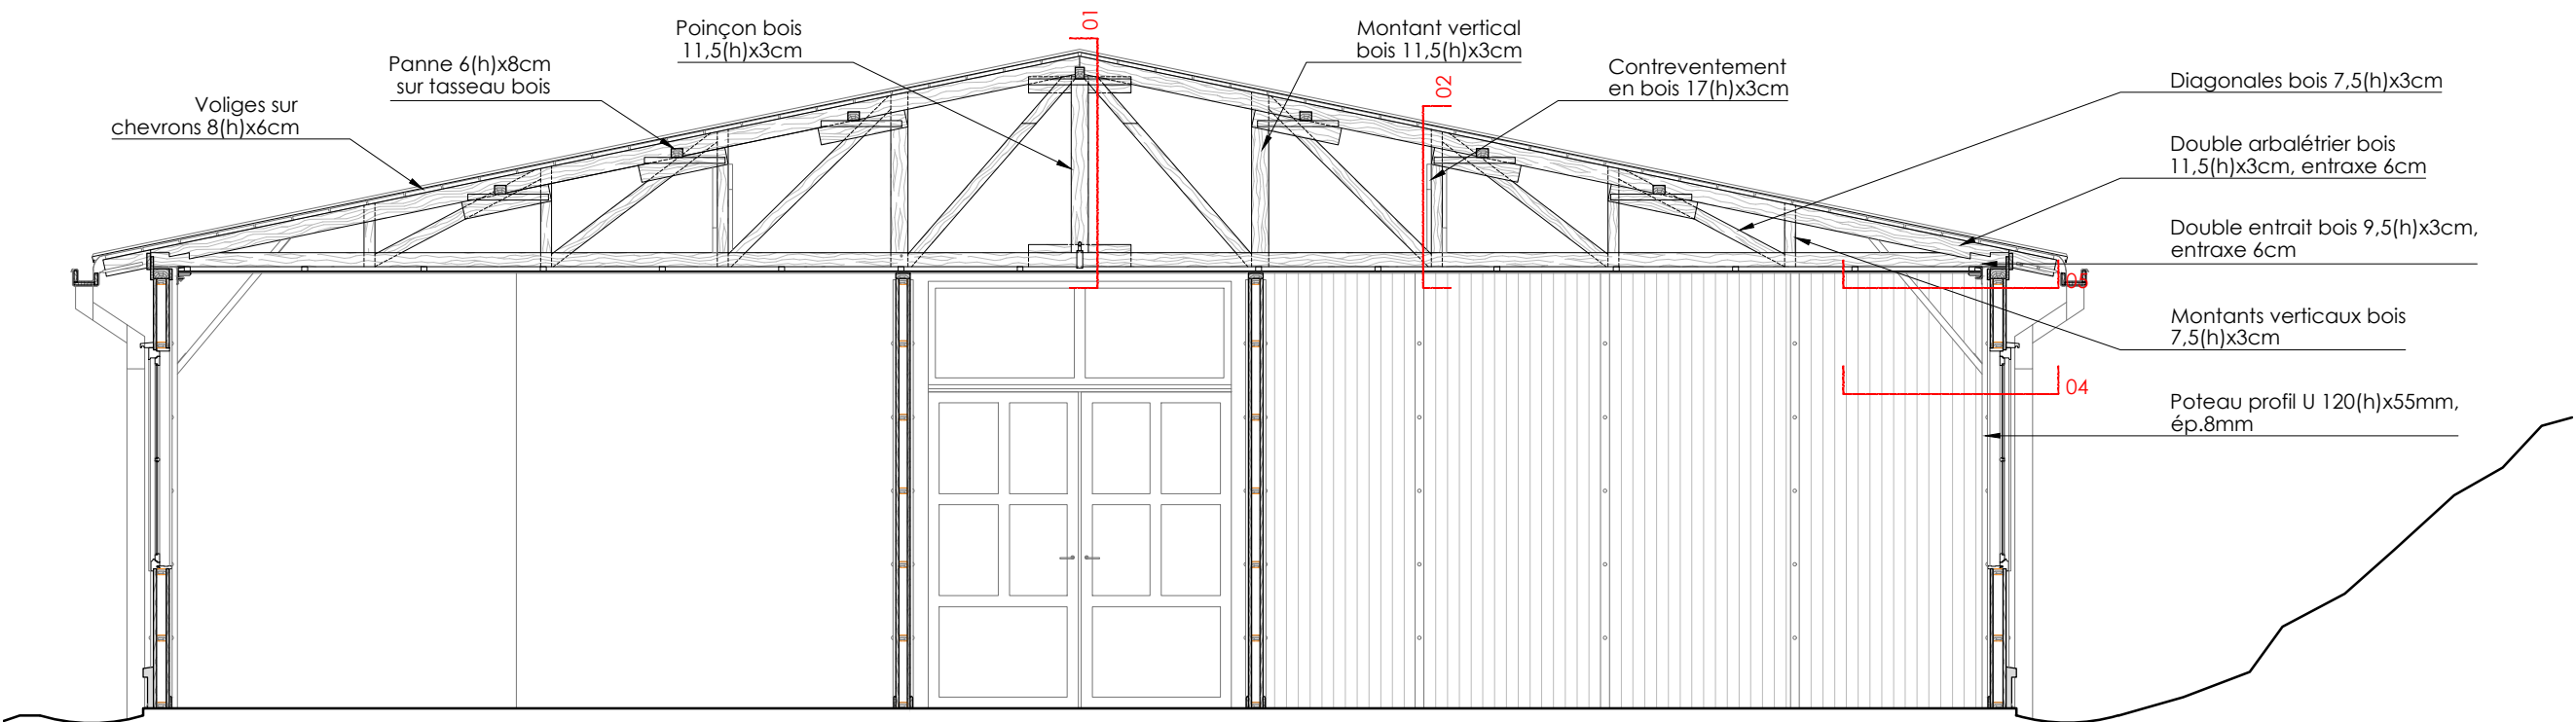 Voliges sur
chevrons 8(h)x6cm
Panne 6(h)x8cm
sur tasseau bois
Poinçon bois
11,5(h)x3cm
01
Montant vertical
bois 11,5(h)x3cm
02
Contreventement
en bois 17(h)x3cm
Diagonales bois 7,5(h)x3cm
Double arbalétrier bois
11,5(h)x3cm, entraxe 6cm
Double entrait bois 9,5(h)x3cm,
entraxe 6cm
Montants verticaux bois
7,5(h)x3cm
04
Poteau profil U 120(h)x55mm,
ép.8mm